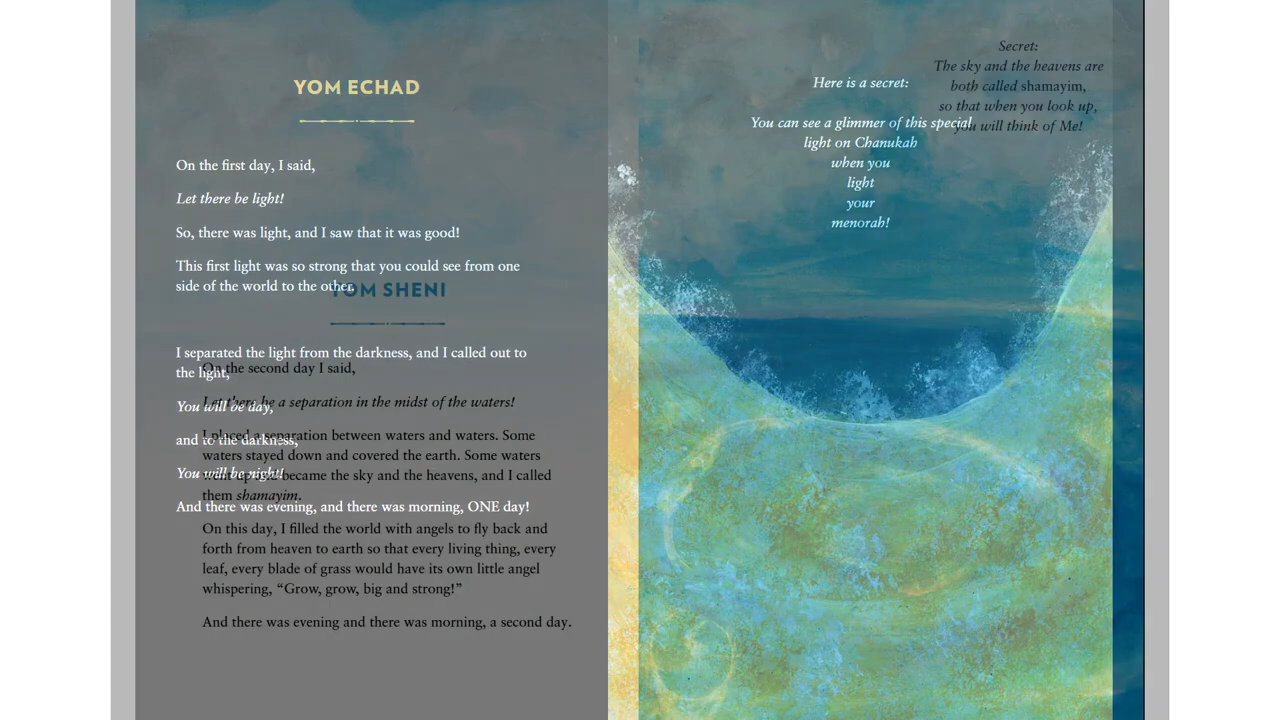 YOM ECHAD
On the first day, I said,
Let there be light!
So, there was light, and I saw that it was good!
This first light was so strong that you could see from one
side of the world to the other.
I separated the light from the darkness, and I called out to
the light,
You will be day,
and to the darkness,
You will be night!
And there was evening, and there was morning, ONE day!
YOM SHENI
On the second day I said,
Let there be a separation in the midst of the waters!
I placed a separation between waters and waters. Some
waters stayed down and covered the earth. Some waters
became the sky and the heavens, and I called
them shamayim.
On this day, I filled the world with angels to fly back and
forth from heaven to earth so that every living thing, every
leaf, every blade of grass would have its own little angel
whispering, “Grow, grow, big and strong!”
And there was evening and there was morning, a second day.
Here is a secret:
You can see a glimmer of this special
light on Chanukah
when you
light
your
menorah!
Secret:
The sky and the heavens are
both called shamayim,
so that when you look up,
you will think of Me!